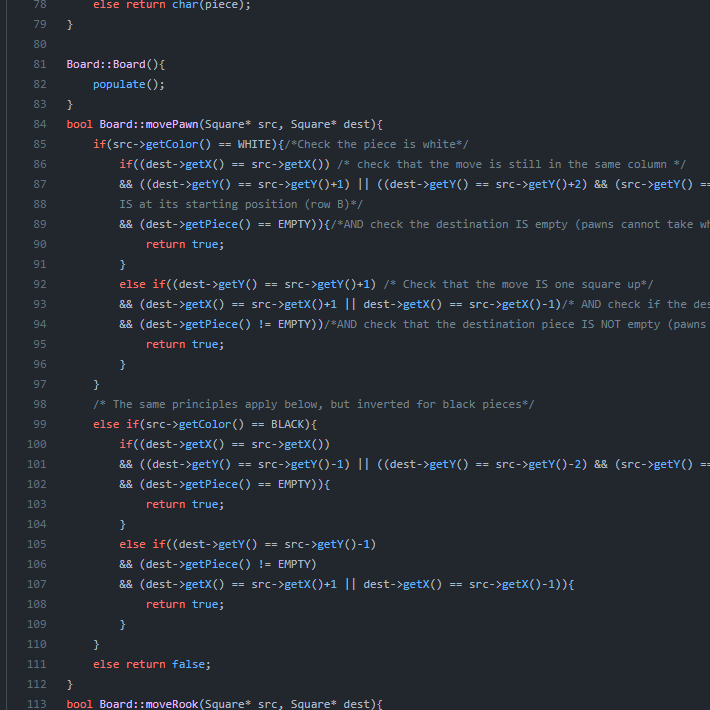 78 else return char(piece);
79 }
80
81 Board::Board(){
82 populate();
83 }
84 bool Board::movePawn(Square* src, Square* dest){
85 if(src->getColor() == WHITE){/*Check the piece is white*/
86 if((dest->getX() == src->getX()) /* check that the move is still in the same column */
87 && ((dest->getY() == src->getY()+1) || ((dest->getY() == src->getY()+2) && (src->getY() ==
88 IS at its starting position (row B)*/
89 && (dest->getPiece() == EMPTY)){/*AND check the destination IS empty (pawns cannot take
90 return true;
91 }
92 else if((dest->getY() == src->getY()+1) /* Check that the move IS one square up*/
93 && (dest->getX() == src->getX()+1 || dest->getX() == src->getX()-1)/* AND check if the
94 && (dest->getPiece() != EMPTY))/*AND check that the destination piece IS NOT empty (pawns
95 return true;
96 }
97 }
98 /* The same principles apply below, but inverted for black pieces*/
99 else if(src->getColor() == BLACK){
100 if((dest->getX() == src->getX())
101 && ((dest->getY() == src->getY()-1) || ((dest->getY() == src->getY()-2) && (src->getY() ==
102 && (dest->getPiece() == EMPTY)){
103 return true;
104 }
105 else if((dest->getY() == src->getY()-1)
106 && (dest->getPiece() != EMPTY)
107 && (dest->getX() == src->getX()+1 || dest->getX() == src->getX()-1)){
108 return true;
109 }
110 }
111 else return false;
112 }
113 bool Board::moveRook(Square* src, Square* dest){